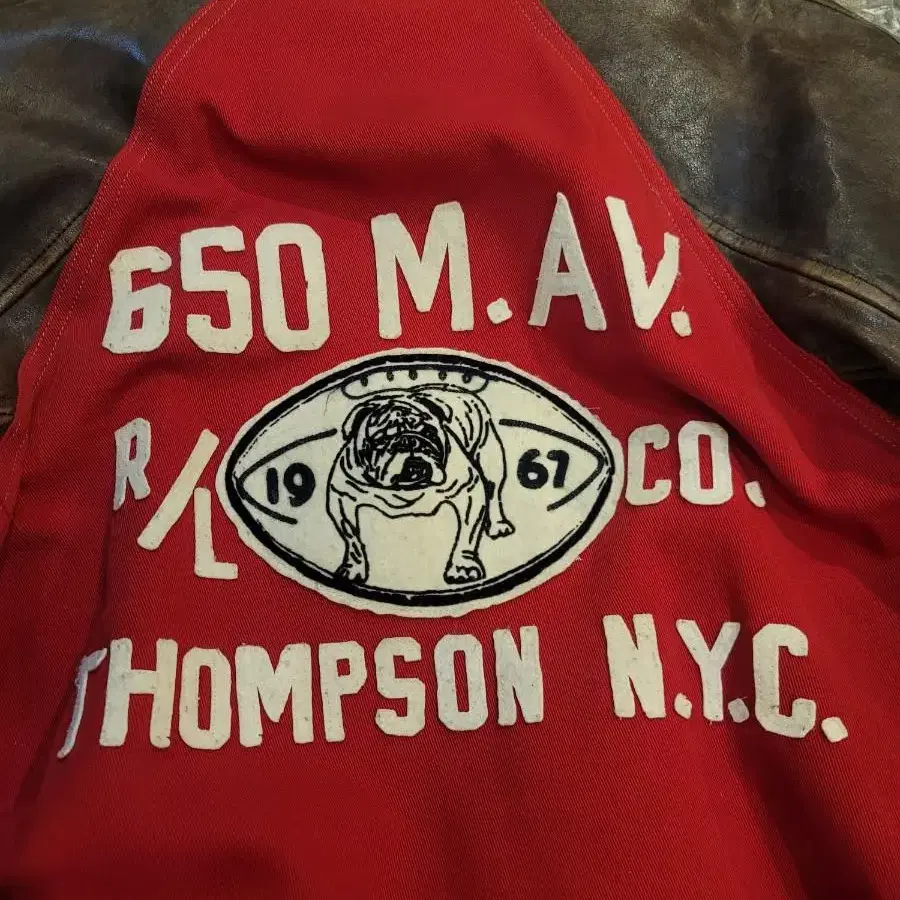 650 M. AV.
R/L 19 67 CO.
THOMPSON N.Y.C.